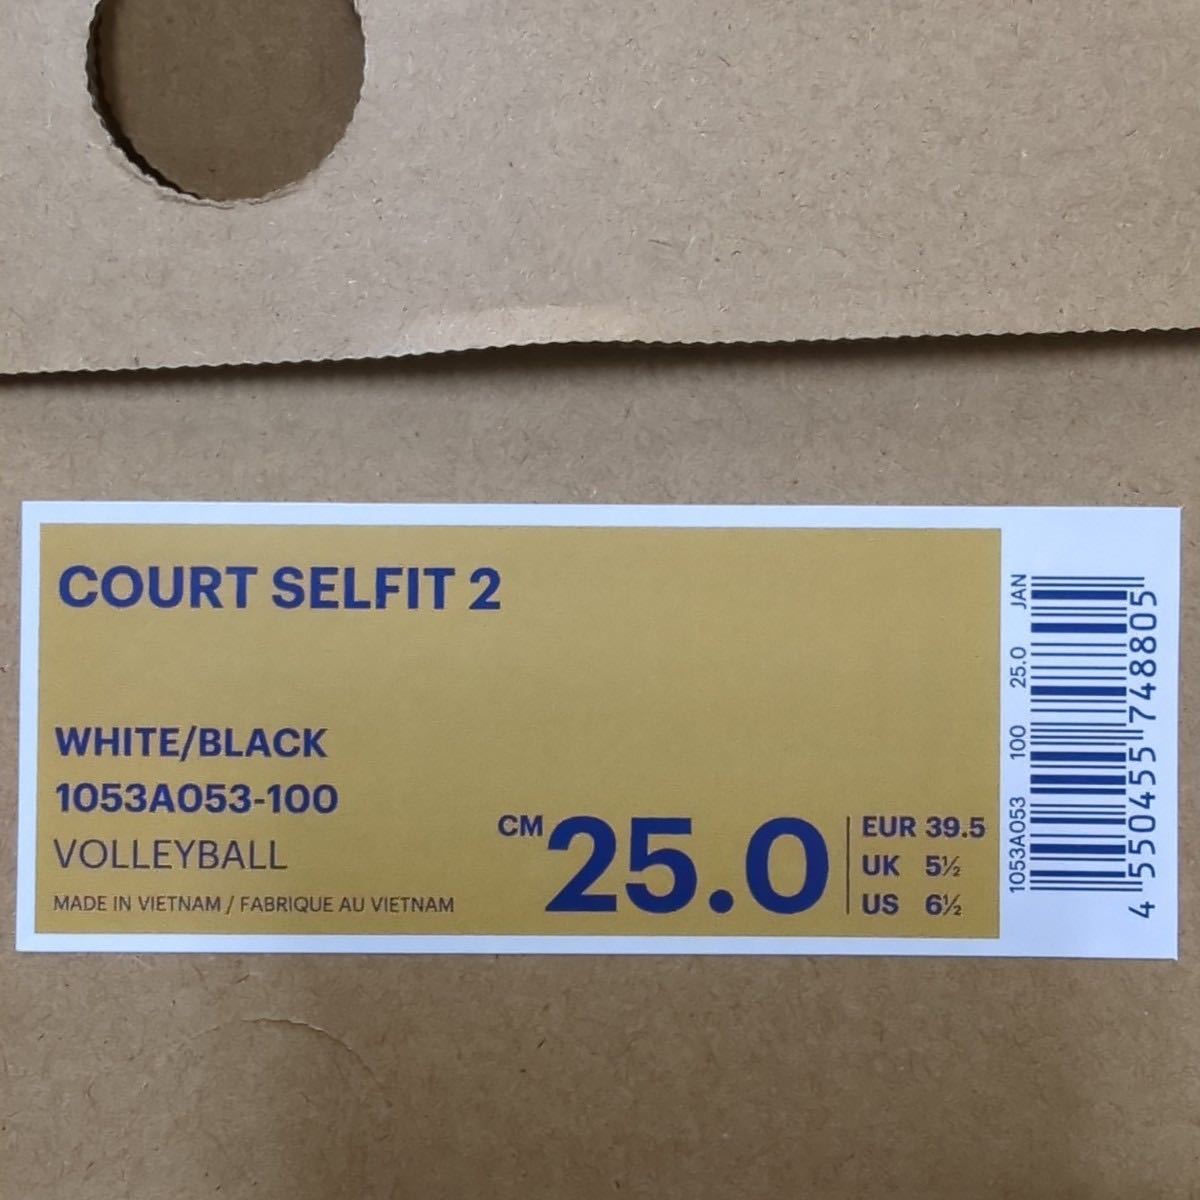 COURT SELFIT 2
WHITE/BLACK
1053A053-100
VOLLEYBALL
MADE IN VIETNAM / FABRIQUE AU VIETNAM
CM 25.0
EUR 39.5
UK 5½
US 6½
1053A053 100 25.0 JAN
4 550455 748805